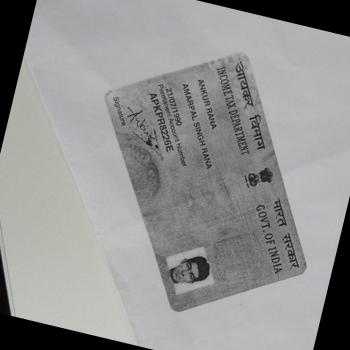 आयकर विभाग
INCOME TAX DEPARTMENT
भारत सरकार
GOVT. OF INDIA
ANKUR RANA
AMARPAL SINGH RANA
21/07/1990
Permanent Account Number
APKPR8226E
Signature